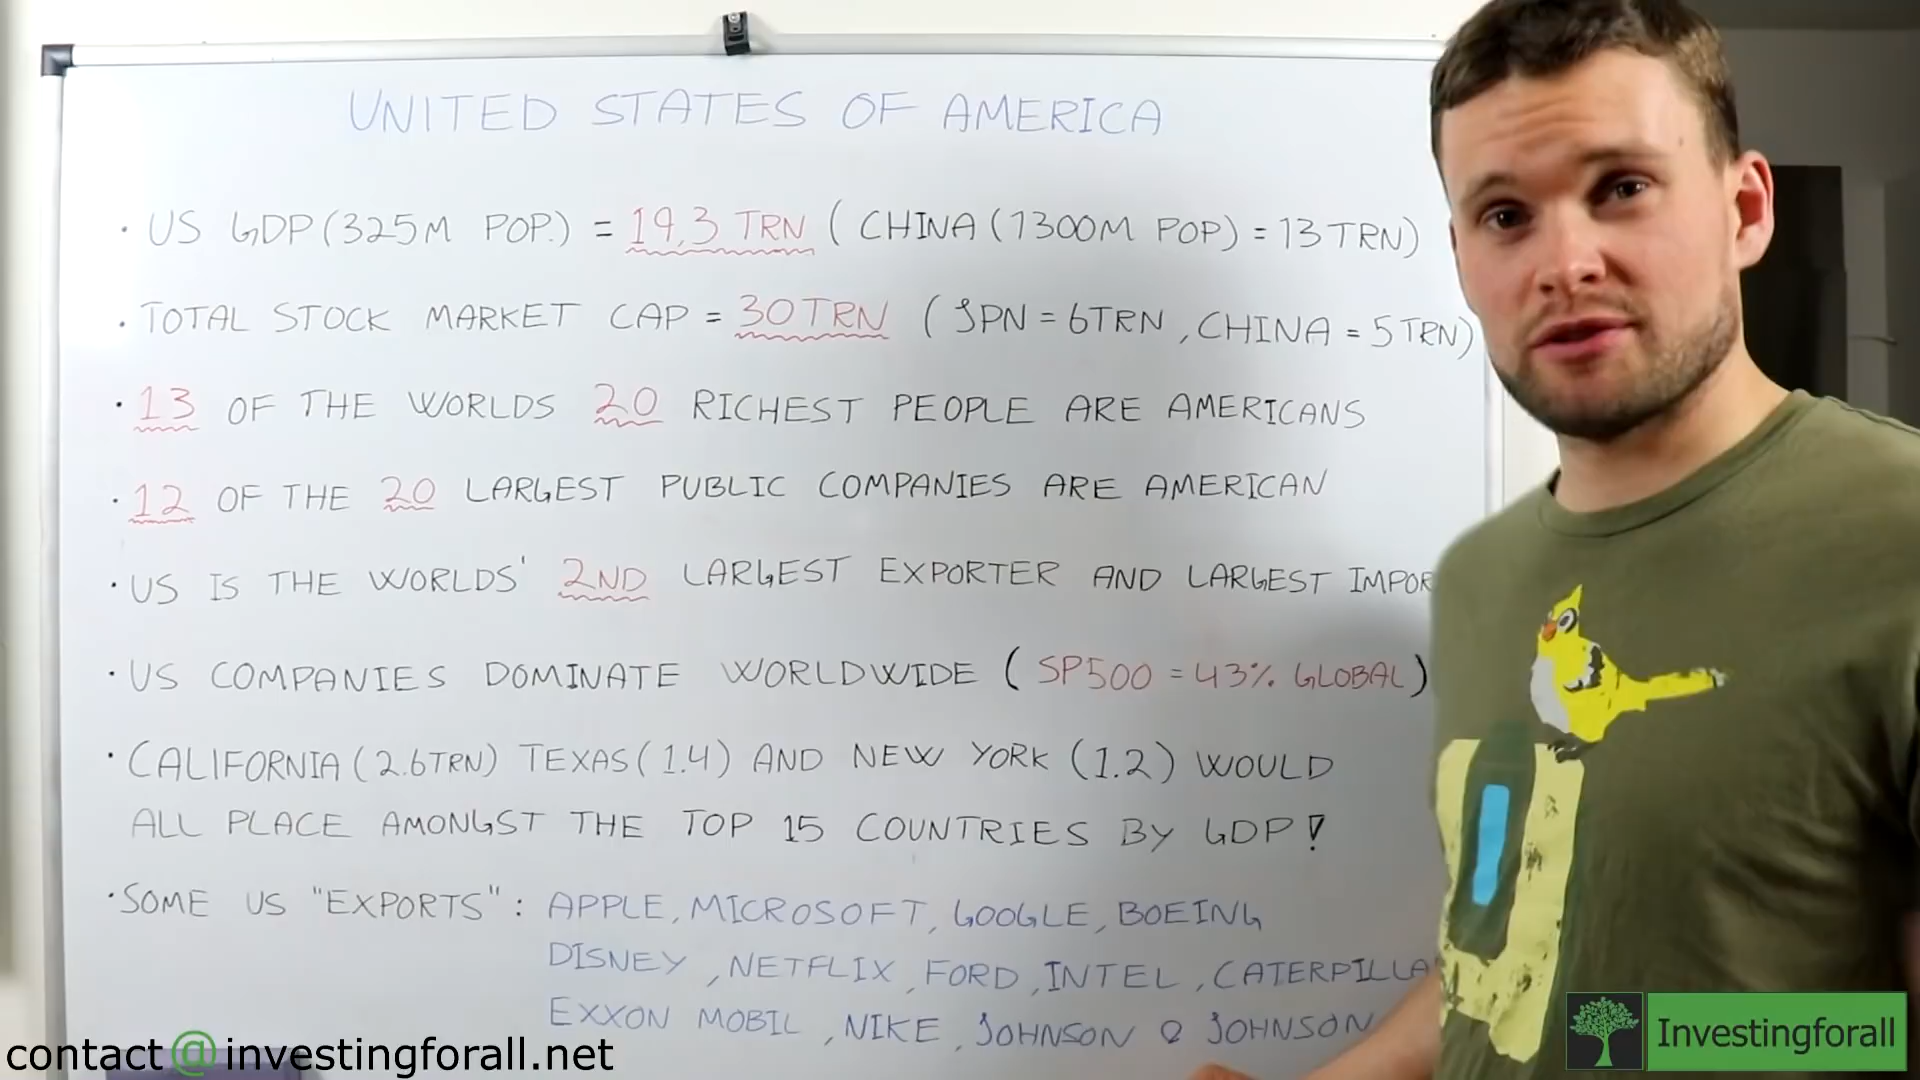 UNITED STATES OF AMERICA
• US GDP (325M POP.) = 19,3 TRN ( CHINA (1300M POP) = 13 TRN)
• TOTAL STOCK MARKET CAP = 30 TRN ( JPN = 6 TRN , CHINA = 5 TRN)
• 13 OF THE WORLDS 20 RICHEST PEOPLE ARE AMERICANS
• 12 OF THE 20 LARGEST PUBLIC COMPANIES ARE AMERICAN
• US IS THE WORLDS' 2ND LARGEST EXPORTER AND LARGEST IMPOR
• US COMPANIES DOMINATE WORLDWIDE ( SP500 = 43% GLOBAL )
• CALIFORNIA (2.6TRN) TEXAS (1.4) AND NEW YORK (1.2) WOULD
ALL PLACE AMONGST THE TOP 15 COUNTRIES BY GDP!
• SOME US "EXPORTS": APPLE, MICROSOFT, GOOGLE, BOEING
DISNEY , NETFLIX , FORD , INTEL , CATERPILLA
EXXON MOBIL , NIKE , JOHNSON & JOHNSON
contact@investingforall.net
Investingforall